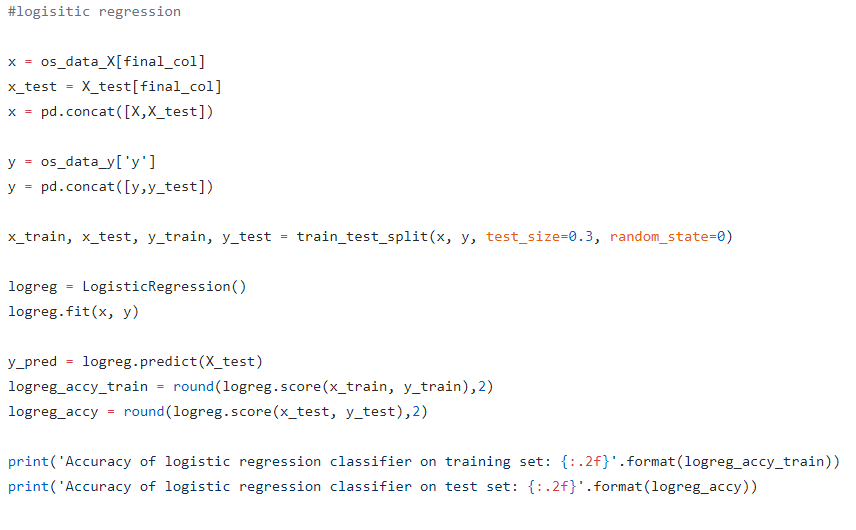 #logisitic regression
x = os_data_X[final_col]
x_test = X_test[final_col]
x = pd.concat([X,X_test])
y = os_data_y['y']
y = pd.concat([y,y_test])
x_train, x_test, y_train, y_test = train_test_split(x, y, test_size=0.3, random_state=0)
logreg = LogisticRegression()
logreg.fit(x, y)
y_pred = logreg.predict(X_test)
logreg_accy_train = round(logreg.score(x_train, y_train),2)
logreg_accy = round(logreg.score(x_test, y_test),2)
print('Accuracy of logistic regression classifier on training set: {:.2f}'.format(logreg_accy_train))
print('Accuracy of logistic regression classifier on test set: {:.2f}'.format(logreg_accy))